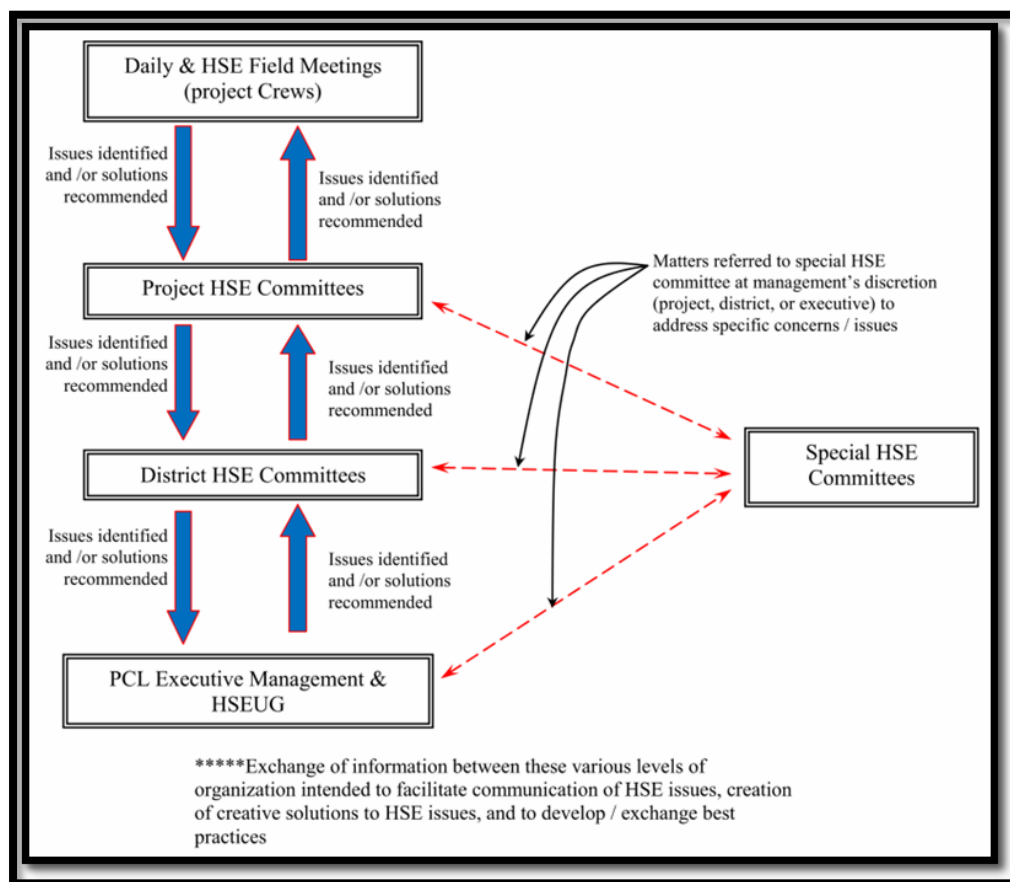 Daily & HSE Field Meetings
(project Crews)
Issues identified
and /or solutions
recommended
Issues identified
and /or solutions
recommended
Project HSE Committees
Matters referred to special HSE
committee at management’s discretion
(project, district, or executive) to
address specific concerns / issues
Issues identified
and /or solutions
recommended
Issues identified
and /or solutions
recommended
District HSE Committees
Special HSE
Committees
Issues identified
and /or solutions
recommended
Issues identified
and /or solutions
recommended
PCL Executive Management &
HSEUG
*****Exchange of information between these various levels of
organization intended to facilitate communication of HSE issues, creation
of creative solutions to HSE issues, and to develop / exchange best
practices